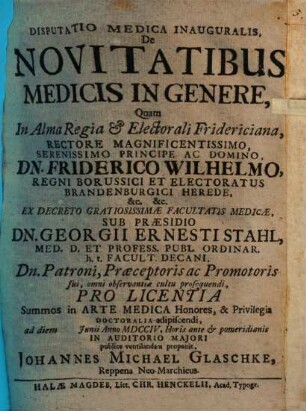 DISPUTATIO MEDICA INAUGURALIS,
De
NOVITATIBUS
MEDICIS IN GENERE,
Quam
In Alma Regia & Electorali Fridericiana,
RECTORE MAGNIFICENTISSIMO,
SERENISSIMO PRINCIPE AC DOMINO,
DN. FRIDERICO WILHELMO,
REGNI BORUSSICI ET ELECTORATUS
BRANDENBURGICI HEREDE,
&c. &c.
EX DECRETO GRATIOSISSIMÆ FACULTATIS MEDICÆ,
SUB PRÆSIDIO
DN. GEORGII ERNESTI STAHL,
MED. D. ET PROFESS. PUBL. ORDINAR.
h. t. FACULT. DECANI,
Dn. Patroni, Præceptoris ac Promotoris
sui, omni observantiæ cultu prosequendi,
PRO LICENTIA
Summos in ARTE MEDICA Honores, & Privilegia
DOCTORALIA adipiscendi,
ad diem Junii Anno MDCCIV. Horis ante & pomeridianis
IN AUDITORIO MAJORI
publice ventilandam proponit,
JOHANNES MICHAEL GLASCHKE,
Reppena Neo-Marchicus.
HALÆ MAGDEB, Litt. CHR. HENCKELII, Acad. Typogr.